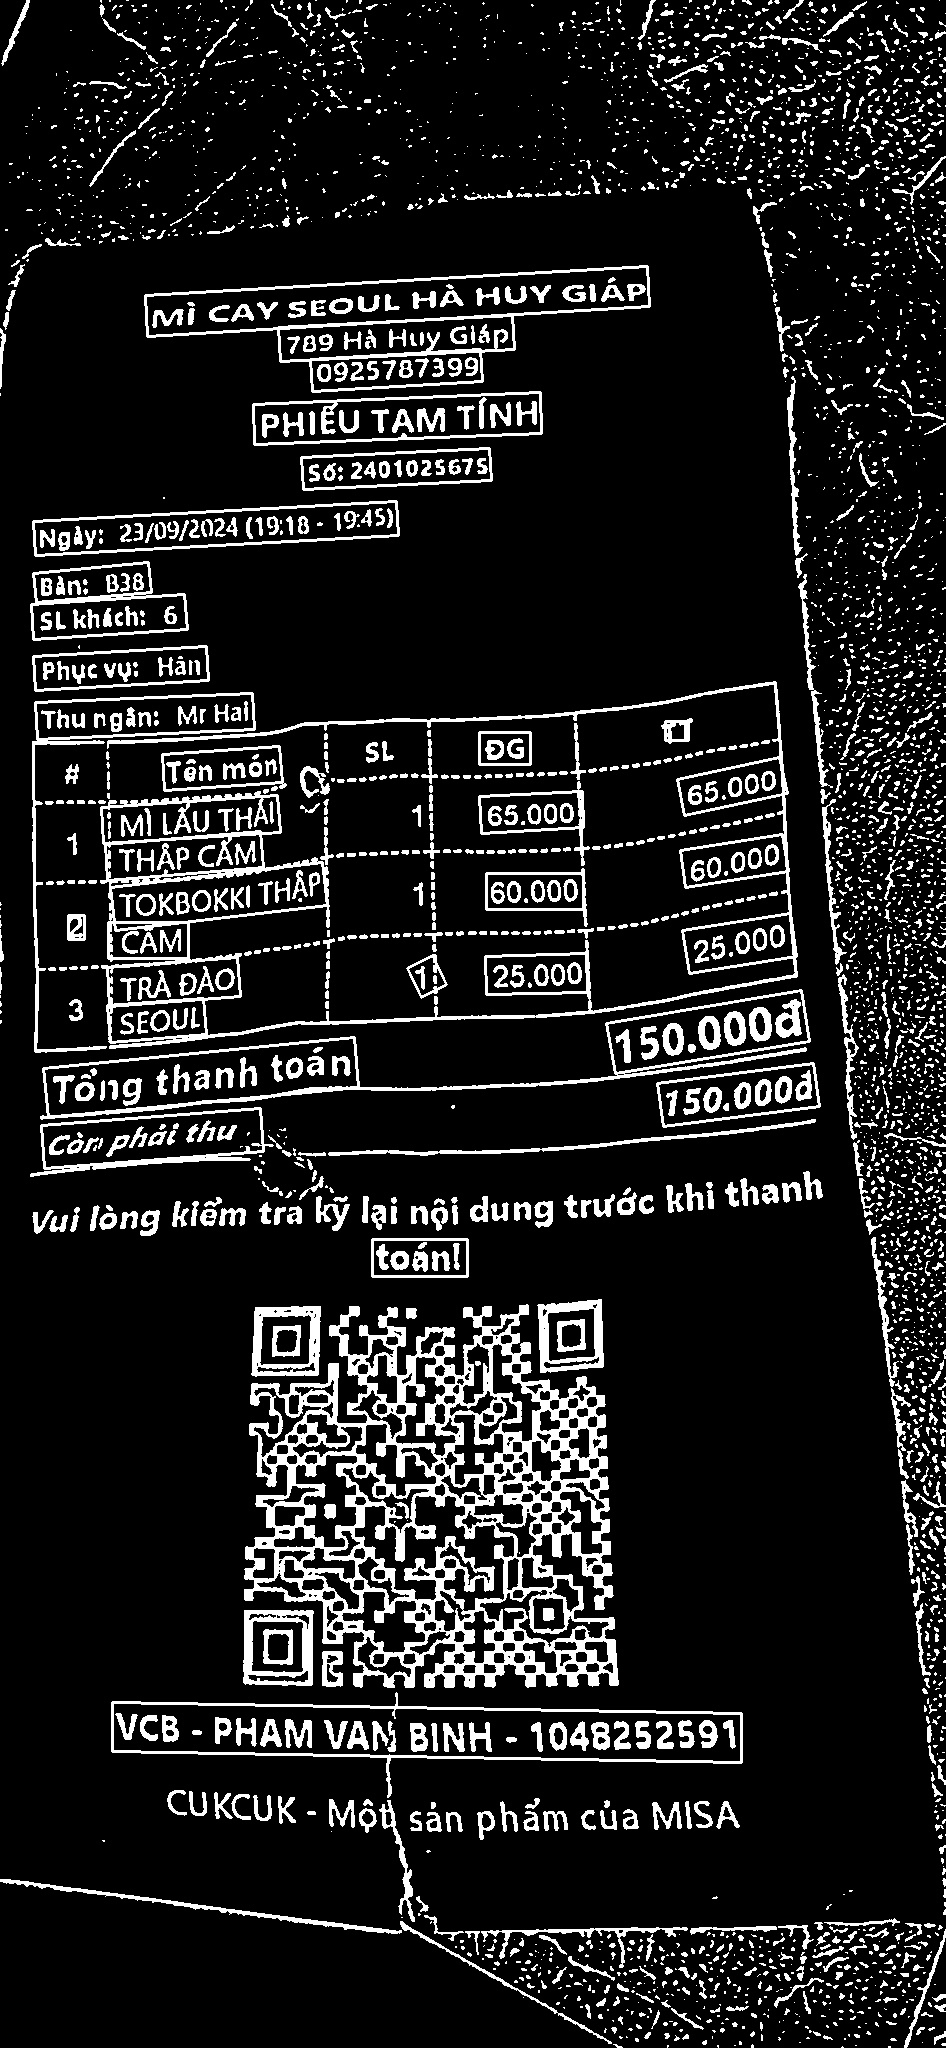 MÌ CAY SEOUL HÀ HUY GIÁP
789 Hà Huy Giáp
0925787399
PHIẾU TẠM TÍNH
Số: 2401025675
Ngày: 23/09/2024 (19:18 - 19:45)
Bàn: B38
SL khách: 6
Phục vụ: Hân
Thu ngân: Mr Hai
# Tên món SL ĐG
1 MÌ LẨU THÁI THẬP CẨM 1 65.000 65.000
2 TOKBOKKI THẬP CẨM 1 60.000 60.000
3 TRÀ ĐÀO SEOUL 1 25.000 25.000
Tổng thanh toán 150.000đ
Còn phải thu 150.000đ
Vui lòng kiểm tra kỹ lại nội dung trước khi thanh
toán!
VCB - PHAM VAN BINH - 1048252591
CUKCUK - Một sản phẩm của MISA